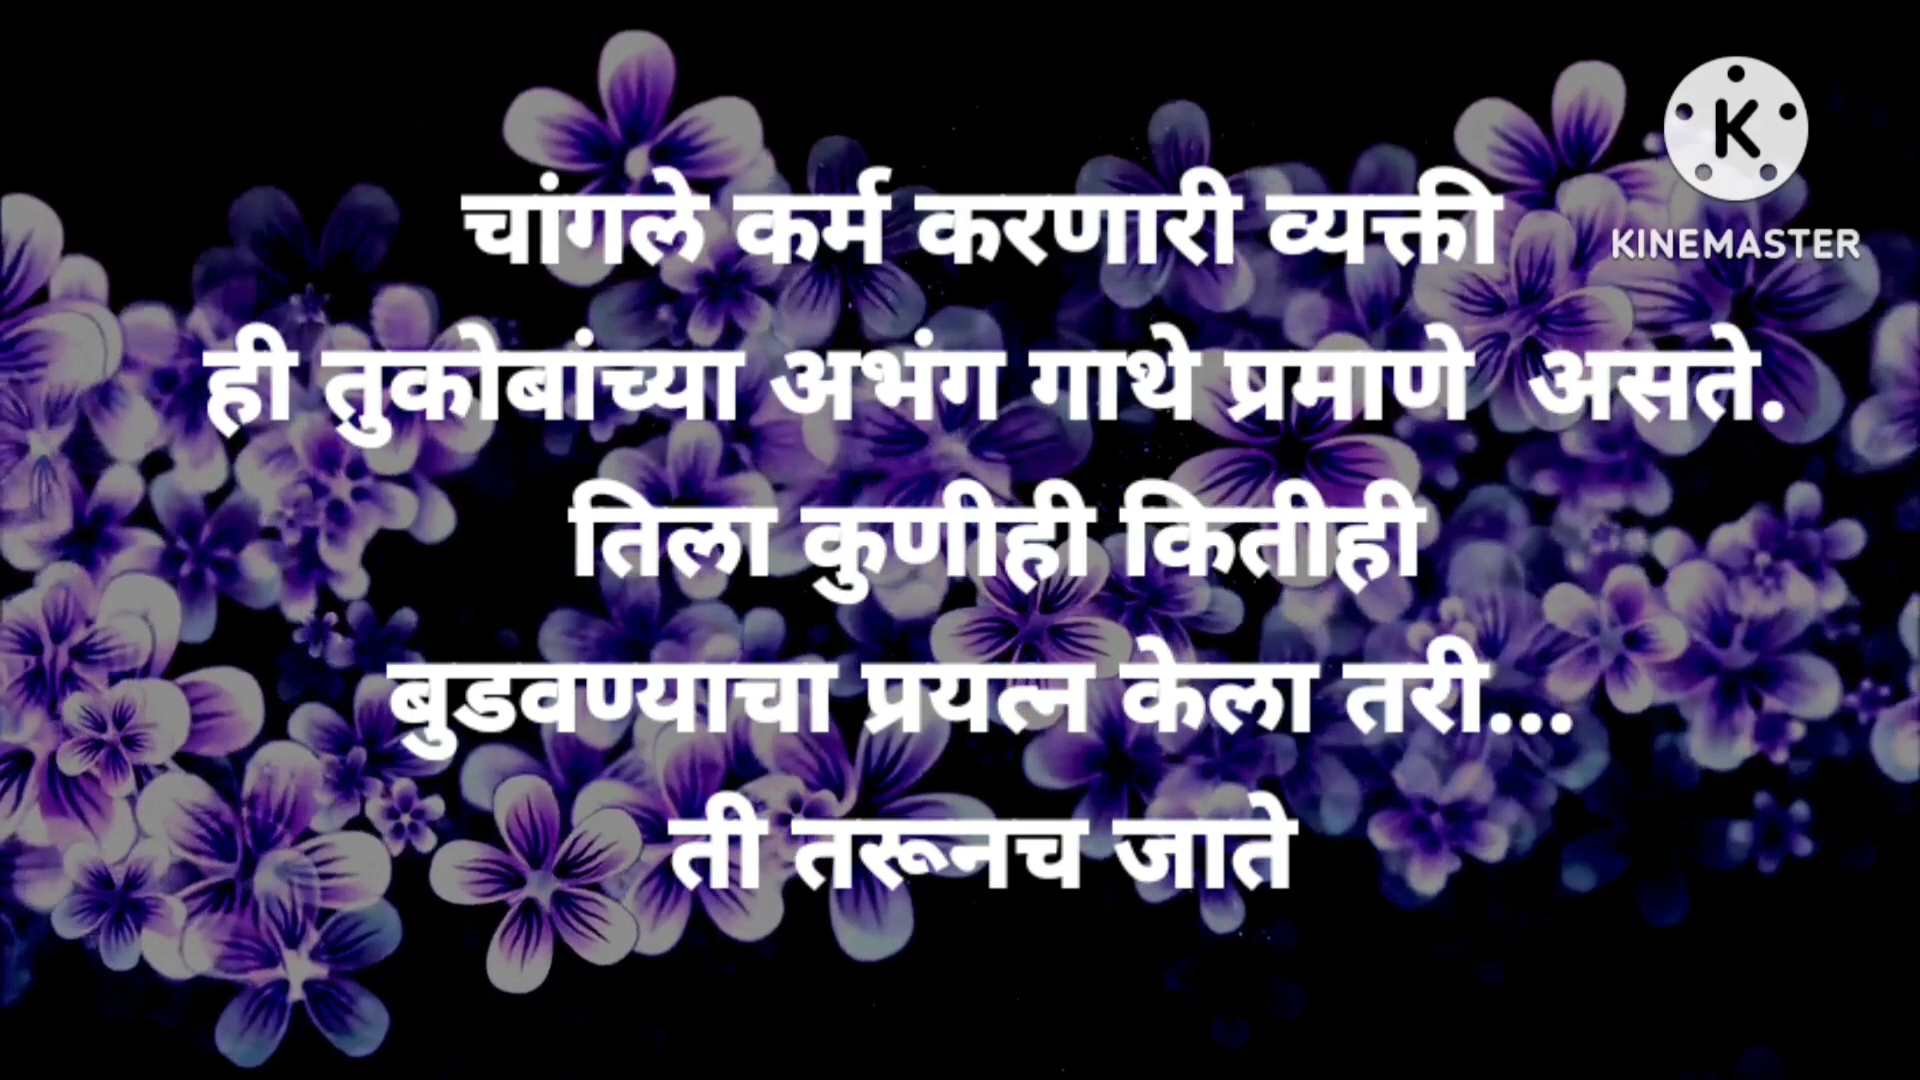 चांगले कर्म करणारी व्यक्ती
KINEMASTER
ही तुकोबांच्या अभंग गाथे प्रमाणे असते.
तिला कुणीही कितीही
बुडवण्याचा प्रयत्न केला तरी...
ती तरूनच जाते